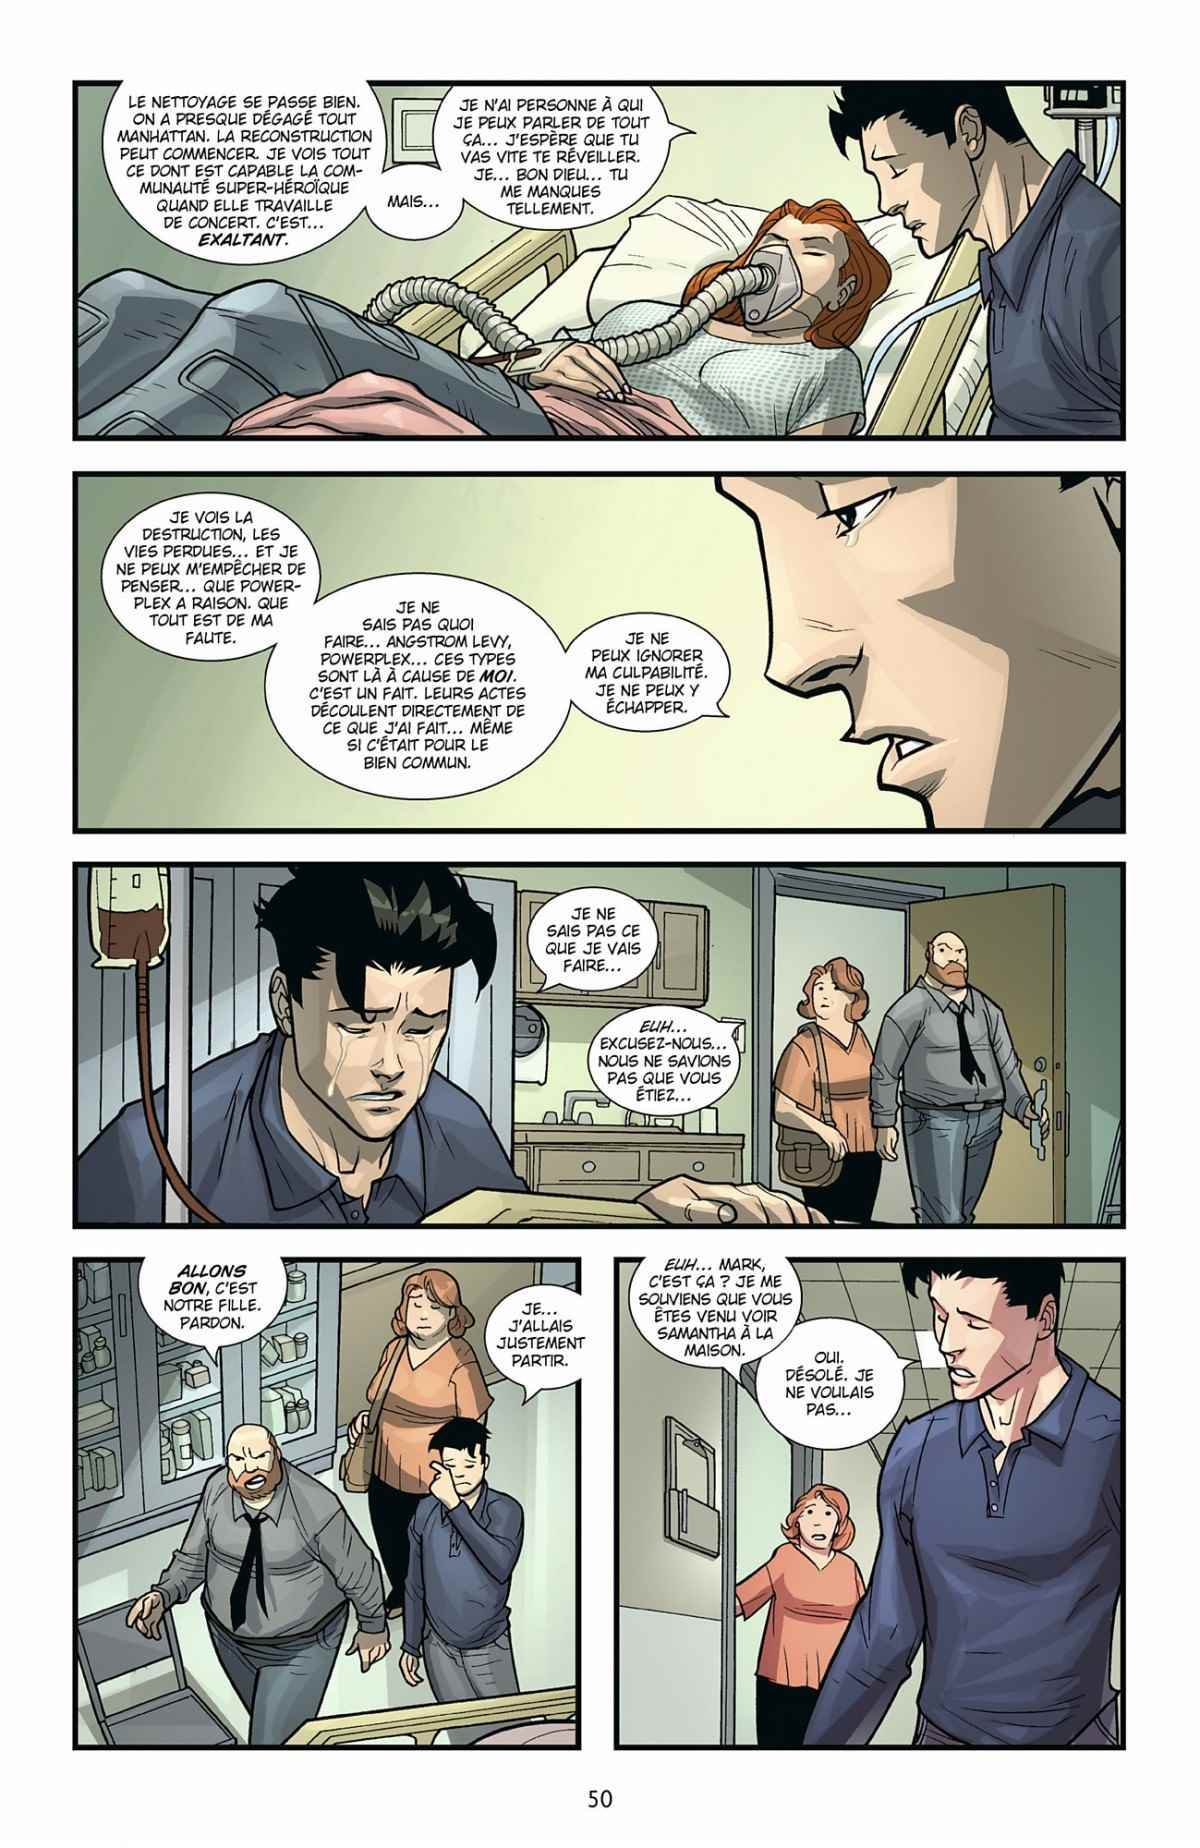 LE NETTOYAGE SE PASSE BIEN.
ON A PRESQUE DÉGAGÉ TOUT
MANHATTAN. LA RECONSTRUCTION
PEUT COMMENCER. JE VOIS TOUT
CE DONT EST CAPABLE LA COM-
MUNAUTÉ SUPER-HÉROÏQUE
QUAND ELLE TRAVAILLE
DE CONCERT. C'EST...
EXALTANT.
MAIS...
JE N'AI PERSONNE À QUI
JE PEUX PARLER DE TOUT
ÇA... J'ESPÈRE QUE TU
VAS VITE TE RÉVEILLER.
JE... BON DIEU... TU
ME MANQUES
TELLEMENT.
JE VOIS LA
DESTRUCTION, LES
VIES PERDUES... ET JE
NE PEUX M'EMPÊCHER DE
PENSER... QUE POWER-
PLEX A RAISON. QUE
TOUT EST DE MA
FAUTE.
JE NE
SAIS PAS QUOI
FAIRE... ANGSTROM LEVY,
POWERPLEX... CES TYPES
SONT LÀ À CAUSE DE MOI.
C'EST UN FAIT. LEURS ACTES
DÉCOULENT DIRECTEMENT DE
CE QUE J'AI FAIT... MÊME
SI C'ÉTAIT POUR LE
BIEN COMMUN.
JE NE
PEUX IGNORER
MA CULPABILITÉ.
JE NE PEUX Y
ÉCHAPPER.
JE NE
SAIS PAS CE
QUE JE VAIS
FAIRE...
EUH...
EXCUSEZ-NOUS...
NOUS NE SAVIONS
PAS QUE VOUS
ÉTIEZ...
ALLONS
BON, C'EST
NOTRE FILLE.
PARDON.
JE...
J'ALLAIS
JUSTEMENT
PARTIR.
EUH... MARK,
C'EST ÇA ? JE ME
SOUVIENS QUE VOUS
ÊTES VENU VOIR
SAMANTHA À LA
MAISON.
OUI.
DÉSOLÉ. JE
NE VOULAIS
PAS...
50